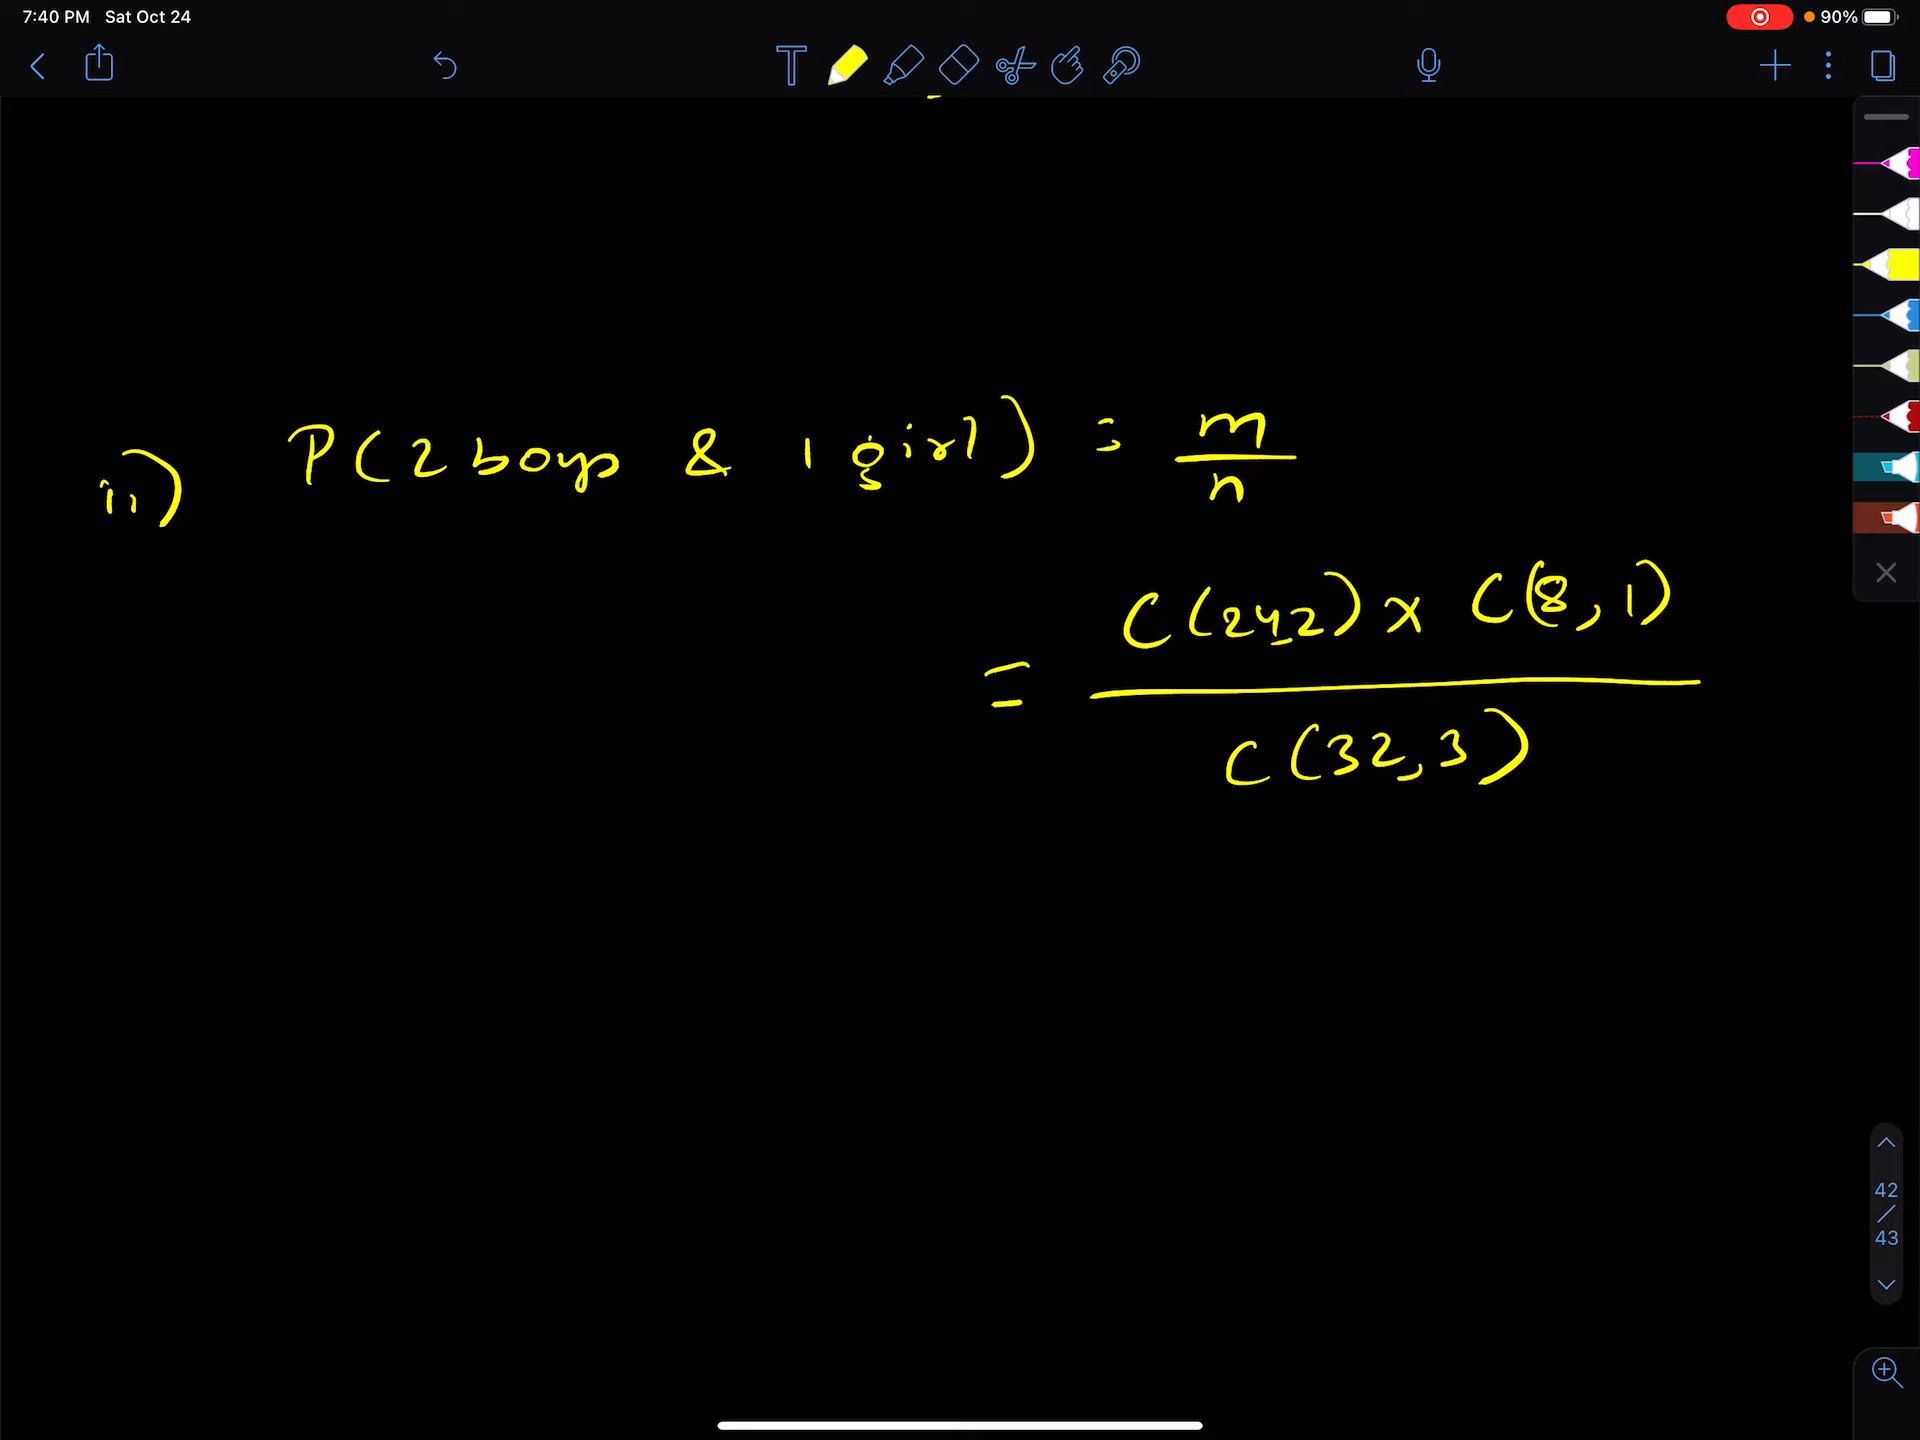 7:40 PM Sat Oct 24
90%
ii) P(2 boys & 1 girl) = m/n
= C(24,2) x C(8,1)
C(32,3)
42
/
43